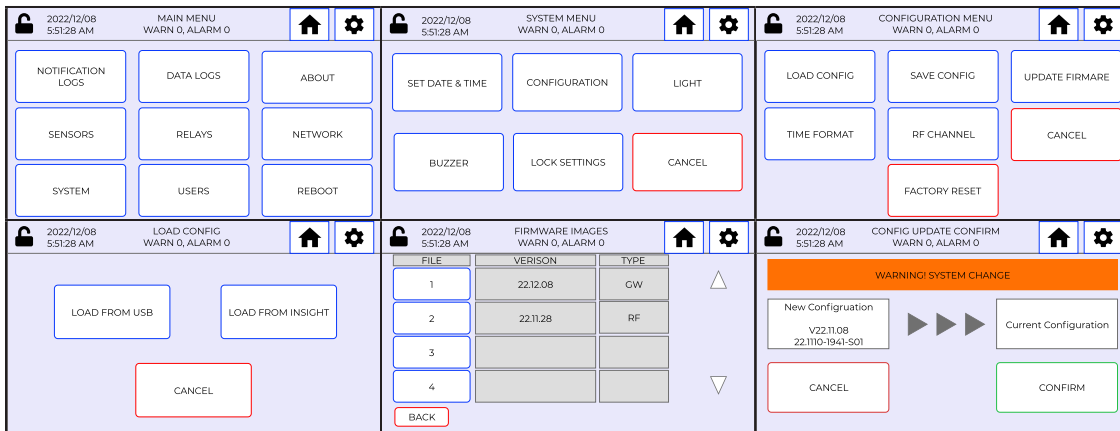 2022/12/08
5:51:28 AM
MAIN MENU
WARN 0, ALARM 0
NOTIFICATION
LOGS
DATA LOGS
ABOUT
SENSORS
RELAYS
NETWORK
SYSTEM
USERS
REBOOT
2022/12/08
5:51:28 AM
SYSTEM MENU
WARN 0, ALARM 0
SET DATE & TIME
CONFIGURATION
LIGHT
BUZZER
LOCK SETTINGS
CANCEL
2022/12/08
5:51:28 AM
CONFIGURATION MENU
WARN 0, ALARM 0
LOAD CONFIG
SAVE CONFIG
UPDATE FIRMARE
TIME FORMAT
RF CHANNEL
CANCEL
FACTORY RESET
2022/12/08
5:51:28 AM
LOAD CONFIG
WARN 0, ALARM 0
LOAD FROM USB
LOAD FROM INSIGHT
CANCEL
2022/12/08
5:51:28 AM
FIRMWARE IMAGES
WARN 0, ALARM 0
FILE VERISON TYPE
1 22.12.08 GW
2 22.11.28 RF
3
4
BACK
2022/12/08
5:51:28 AM
CONFIG UPDATE CONFIRM
WARN 0, ALARM 0
WARNING! SYSTEM CHANGE
New Configruation
V22.11.08
22.1110-1941-S01
Current Configuration
CANCEL
CONFIRM